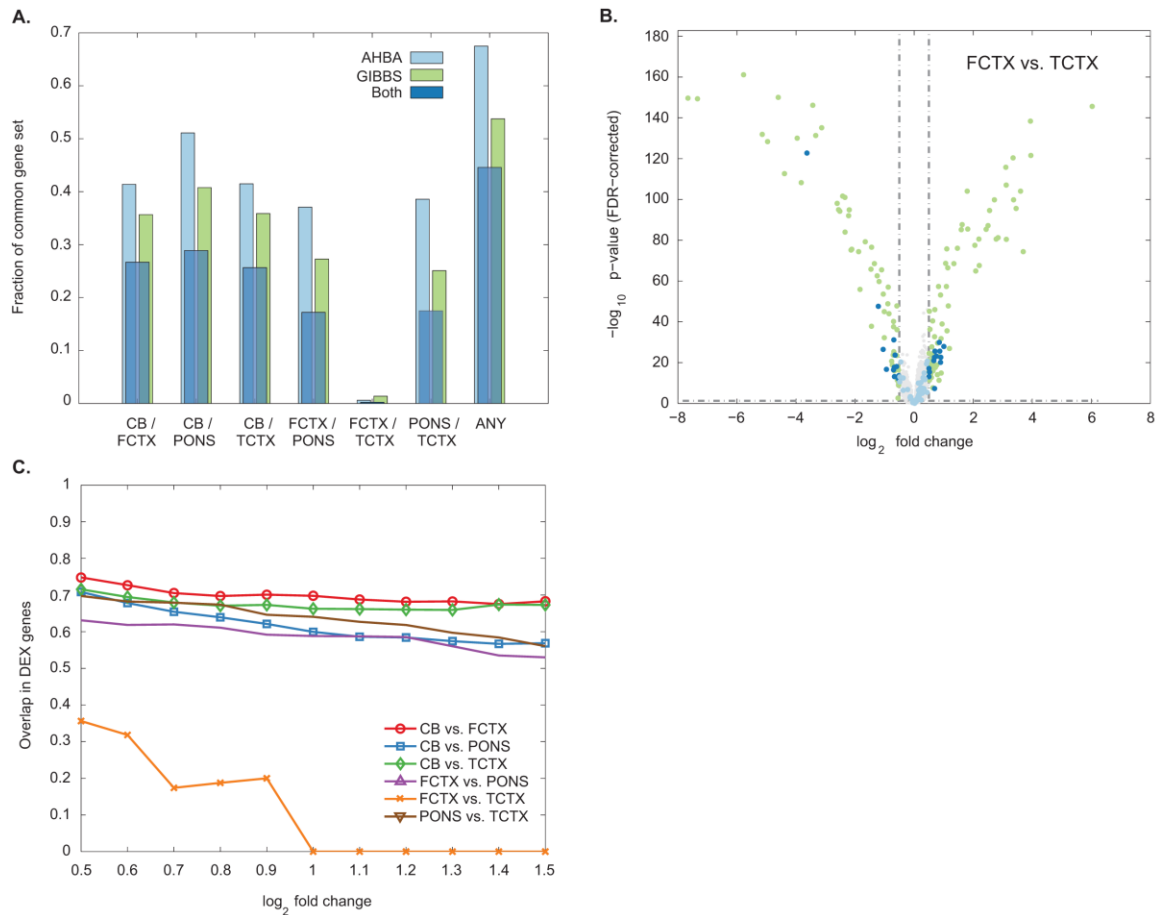 A.
0.7
0.6
0.5
0.4
0.3
0.2
0.1
0
Fraction of common gene set
AHBA
GIBBS
Both
CB / FCTX
CB / PONS
CB / TCTX
FCTX / PONS
FCTX / TCTX
PONS / TCTX
ANY
B.
180
160
140
120
100
80
60
40
20
0
−log10 p−value (FDR−corrected)
FCTX vs. TCTX
−8 −6 −4 −2 0 2 4 6 8
log2 fold change
C.
1
0.9
0.8
0.7
0.6
0.5
0.4
0.3
0.2
0.1
0
Overlap in DEX genes
CB vs. FCTX
CB vs. PONS
CB vs. TCTX
FCTX vs. PONS
FCTX vs. TCTX
PONS vs. TCTX
0.5 0.6 0.7 0.8 0.9 1 1.1 1.2 1.3 1.4 1.5
log2 fold change